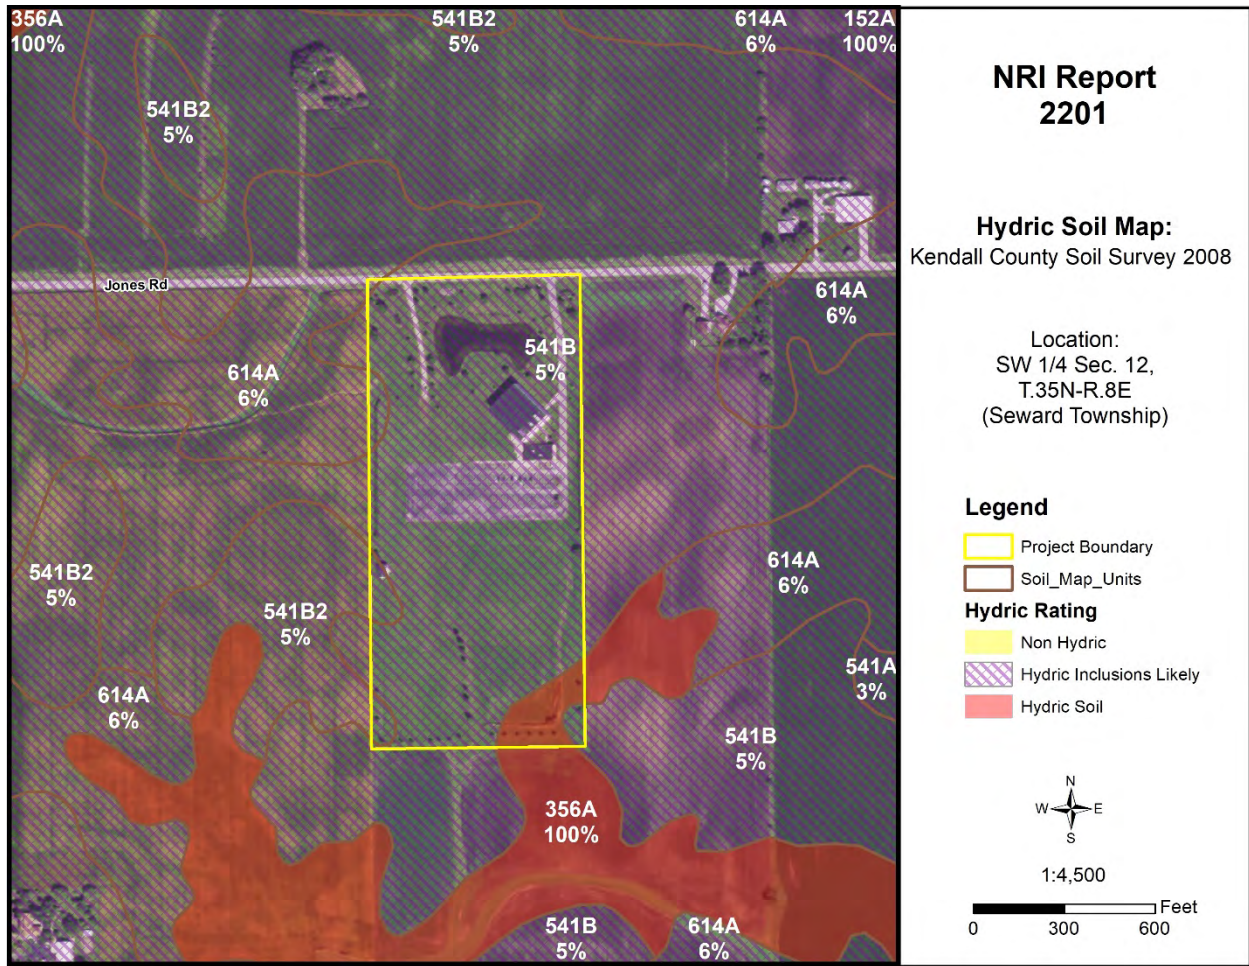 356A
100%
541B2
5%
614A
6%
152A
100%
541B2
5%
Jones Rd
614A
6%
541B
5%
614A
6%
541B2
5%
541B2
5%
614A
6%
614A
6%
541A
3%
541B
5%
356A
100%
541B
5%
614A
6%
NRI Report
2201
Hydric Soil Map:
Kendall County Soil Survey 2008
Location:
SW 1/4 Sec. 12,
T.35N-R.8E
(Seward Township)
Legend
Project Boundary
Soil_Map_Units
Hydric Rating
Non Hydric
Hydric Inclusions Likely
Hydric Soil
N
W E
S
1:4,500
Feet
0 300 600